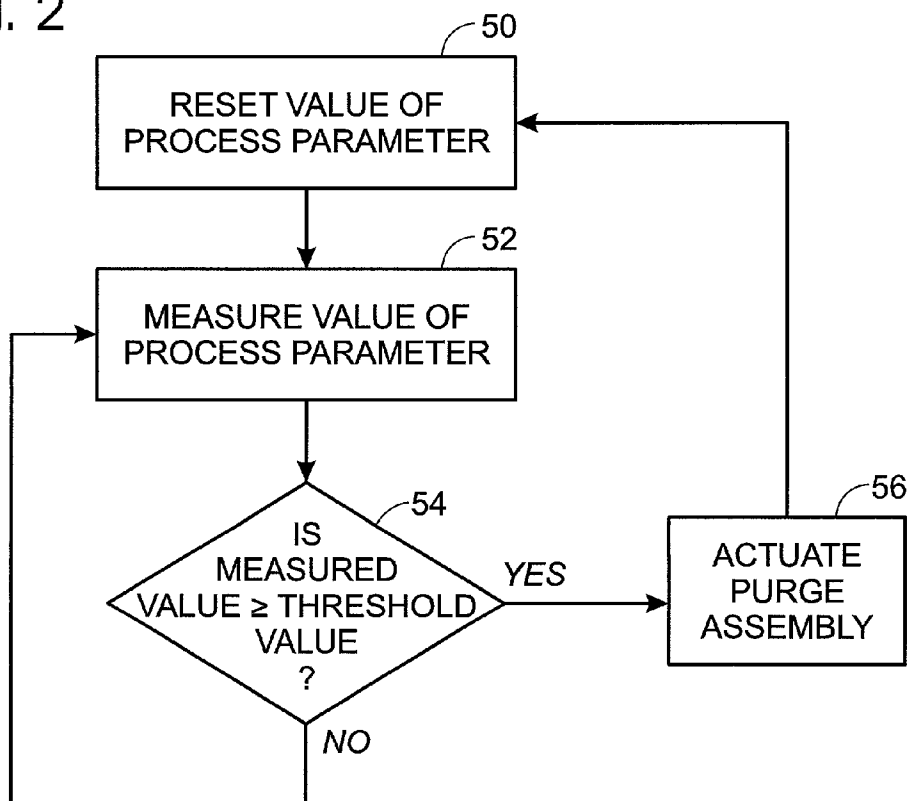 . 2
50
RESET VALUE OF
PROCESS PARAMETER
52
MEASURE VALUE OF
PROCESS PARAMETER
54
IS
MEASURED
VALUE ≥ THRESHOLD
VALUE
?
YES
56
ACTUATE
PURGE
ASSEMBLY
NO